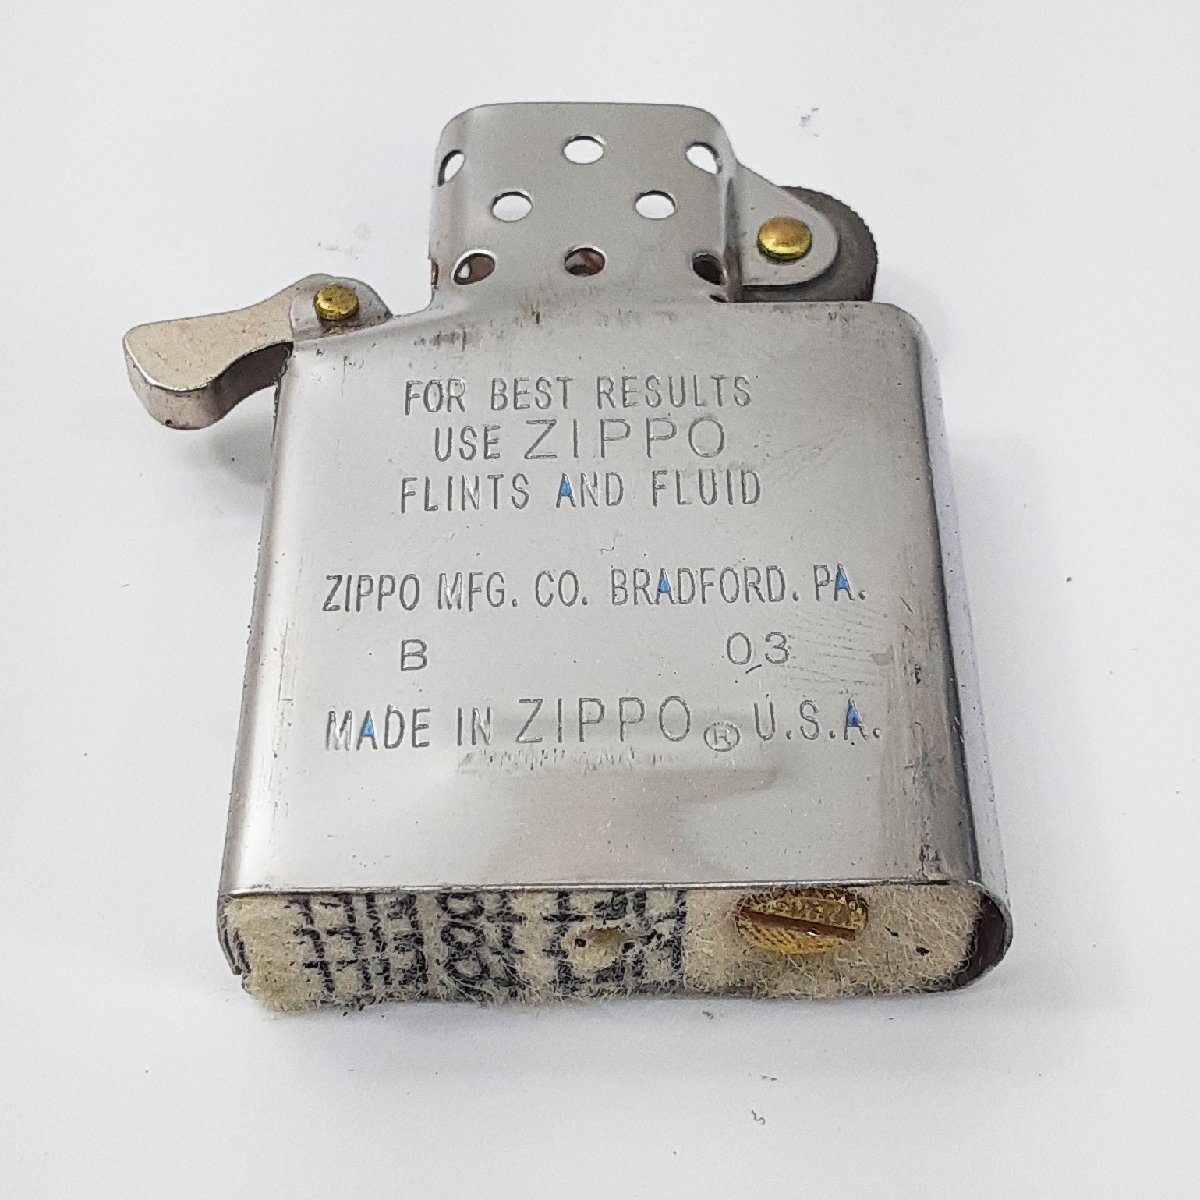 FOR BEST RESULTS
USE ZIPPO
FLINTS AND FLUID
ZIPPO MFG. CO. BRADFORD. PA.
B 03
MADE IN ZIPPO ® U.S.A.